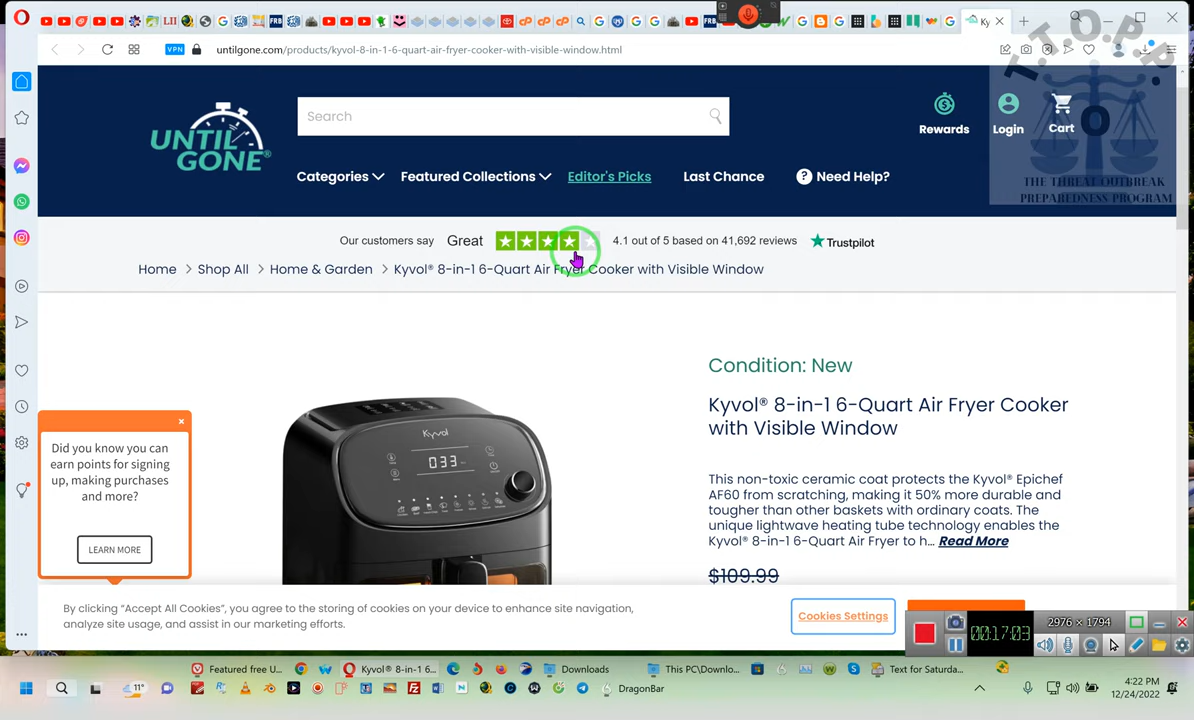 Ky
VPN
untilgone.com/products/kyvol-8-in-1-6-quart-air-fryer-cooker-with-visible-window.html
T.T.O.P.P.
O
THE THREAT OUTBREAK
PREPAREDNESS PROGRAM
UNTIL
GONE®
Search
Rewards
Login
Cart
Categories
Featured Collections
Editor's Picks
Last Chance
? Need Help?
Our customers say
Great
4.1 out of 5 based on 41,692 reviews
Trustpilot
Home > Shop All > Home & Garden > Kyvol® 8-in-1 6-Quart Air Fryer Cooker with Visible Window
Condition: New
Kyvol® 8-in-1 6-Quart Air Fryer Cooker
with Visible Window
Kyvol
033
This non-toxic ceramic coat protects the Kyvol® Epichef
AF60 from scratching, making it 50% more durable and
tougher than other baskets with ordinary coats. The
unique lightwave heating tube technology enables the
Kyvol® 8-in-1 6-Quart Air Fryer to h... Read More
$109.99
×
Did you know you can
earn points for signing
up, making purchases
and more?
LEARN MORE
By clicking “Accept All Cookies”, you agree to the storing of cookies on your device to enhance site navigation,
analyze site usage, and assist in our marketing efforts.
Cookies Settings
2976 × 1794
00:17:03
Featured free U...
Kyvol® 8-in-1 6...
Downloads
This PC\Downlo...
Text for Saturda...
11°
DragonBar
4:22 PM
12/24/2022